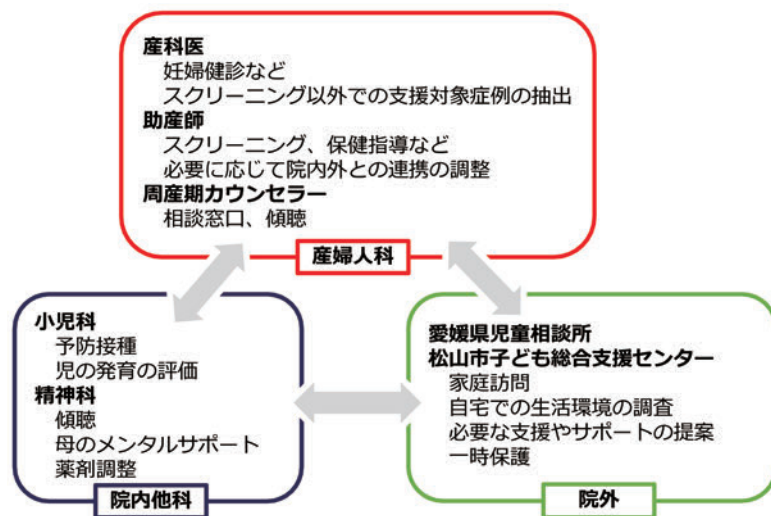 産科医
妊婦健診など
スクリーニング以外での支援対象症例の抽出
助産師
スクリーニング、保健指導など
必要に応じて院内外との連携の調整
周産期カウンセラー
相談窓口、傾聴
産婦人科
小児科
予防接種
児の発育の評価
精神科
傾聴
母のメンタルサポート
薬剤調整
院内他科
愛媛県児童相談所
松山市子ども総合支援センター
家庭訪問
自宅での生活環境の調査
必要な支援やサポートの提案
一時保護
院外